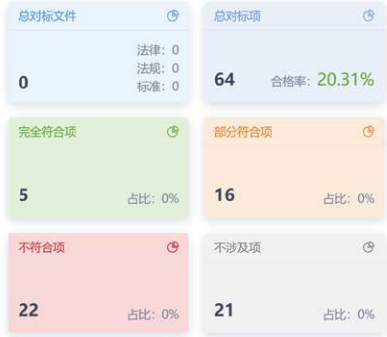 总对标文件
法律：0
法规：0
0
标准：0
总对标项
64
合格率：20.31%
完全符合项
5
占比：0%
部分符合项
16
占比：0%
不符合项
22
占比：0%
不涉及项
21
占比：0%